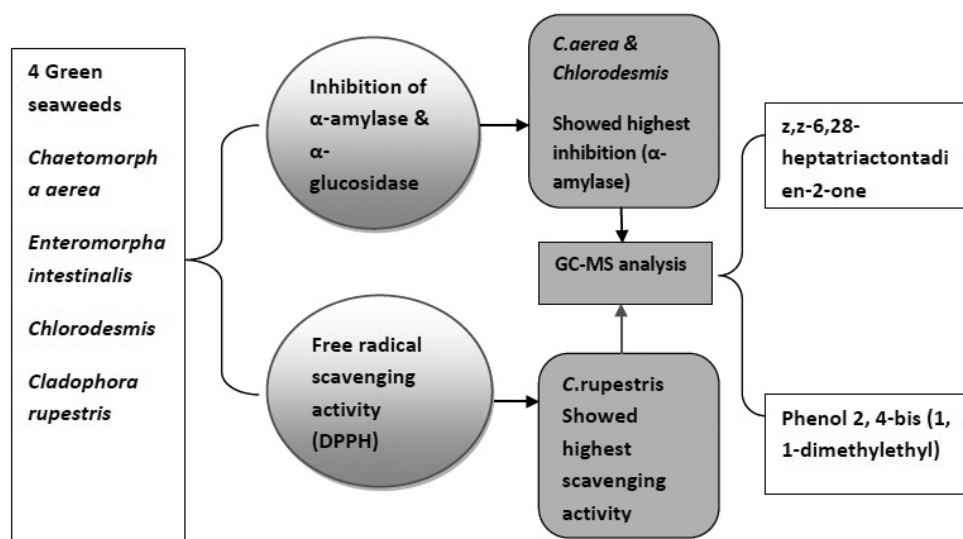 4 Green
seaweeds
Chaetomorph
a aerea
Enteromorpha
intestinalis
Chlorodesmis
Cladophora
rupestris
Inhibition of
α-amylase &
α-
glucosidase
Free radical
scavenging
activity
(DPPH)
C.aerea &
Chlorodesmis
Showed highest
inhibition (α-
amylase)
GC-MS analysis
C.rupestris
Showed
highest
scavenging
activity
z,z-6,28-
heptatriactontadi
en-2-one
Phenol 2, 4-bis (1,
1-dimethylethyl)